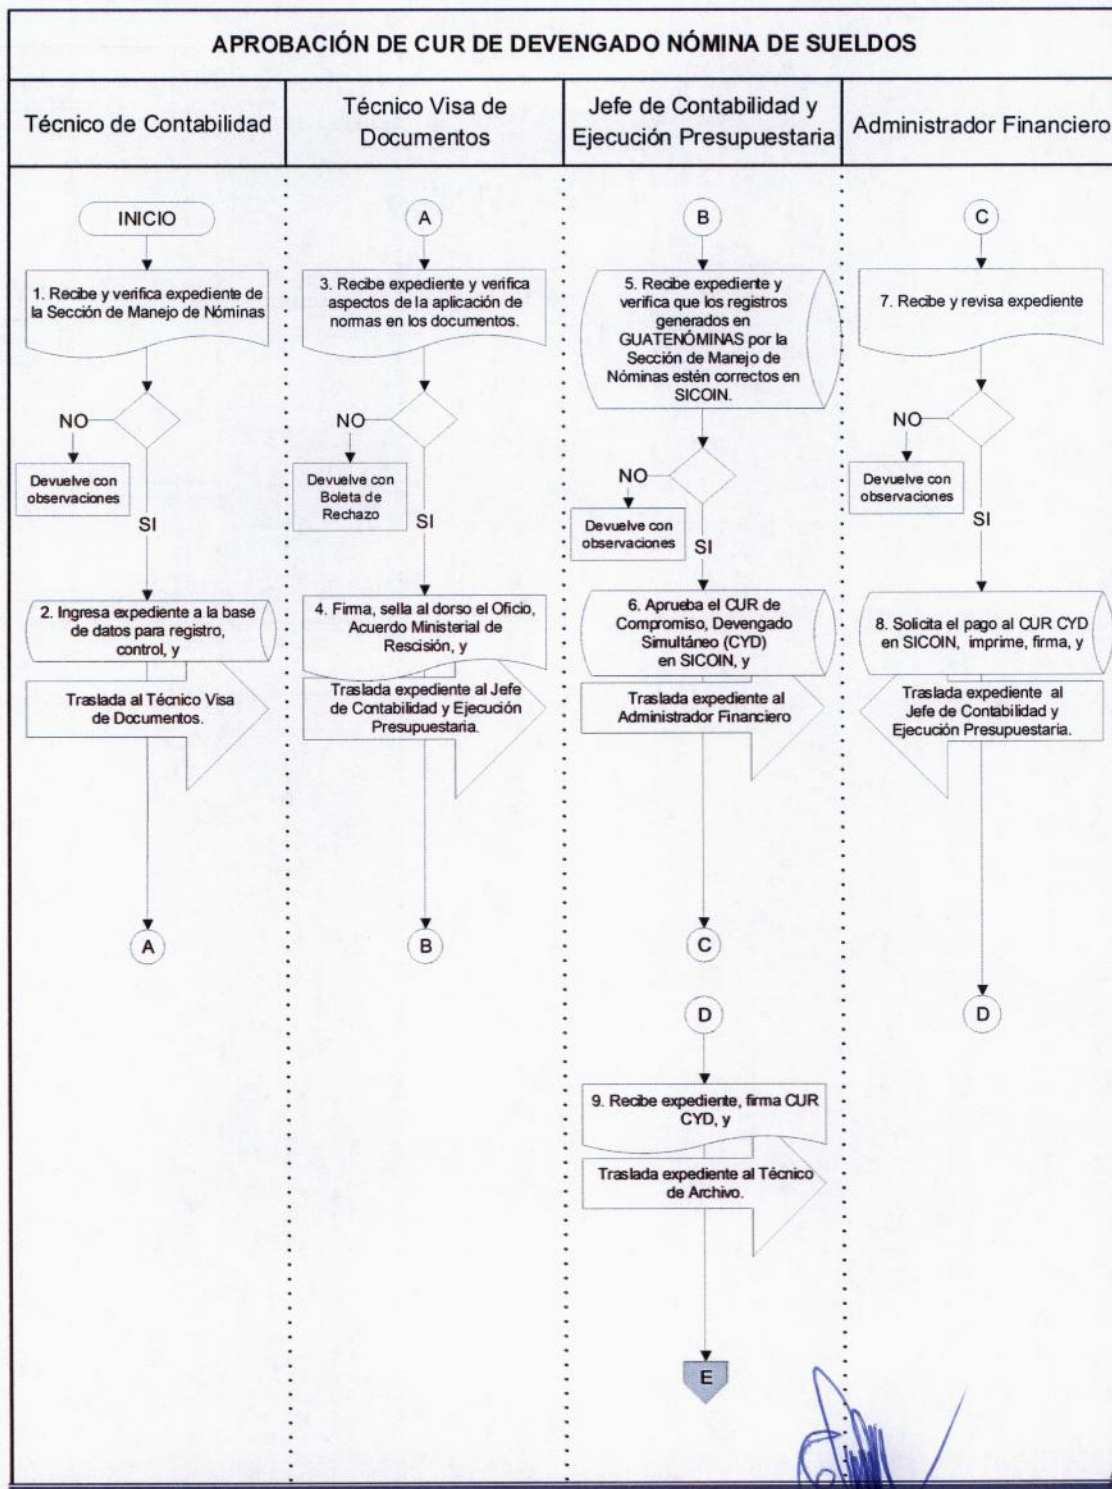 APROBACIÓN DE CUR DE DEVENGADO NÓMINA DE SUELDOS
Técnico de Contabilidad
Técnico Visa de
Documentos
Jefe de Contabilidad y
Ejecución Presupuestaria
Administrador Financiero
INICIO
1. Recibe y verifica expediente de
la Sección de Manejo de Nóminas
NO
Devuelve con
observaciones
SI
2. Ingresa expediente a la base
de datos para registro,
control, y
Traslada al Técnico Visa
de Documentos.
A
A
3. Recibe expediente y verifica
aspectos de la aplicación de
normas en los documentos.
NO
Devuelve con
Boleta de
Rechazo
SI
4. Firma, sella al dorso el Oficio,
Acuerdo Ministerial de
Rescisión, y
Traslada expediente al Jefe
de Contabilidad y Ejecución
Presupuestaria.
B
B
5. Recibe expediente y
verifica que los registros
generados en
GUATENÓMINAS por la
Sección de Manejo de
Nóminas estén correctos en
SICOIN.
NO
Devuelve con
observaciones
SI
6. Aprueba el CUR de
Compromiso, Devengado
Simultáneo (CYD)
en SICOIN, y
Traslada expediente al
Administrador Financiero
C
C
7. Recibe y revisa expediente
NO
Devuelve con
observaciones
SI
8. Solicita el pago al CUR CYD
en SICOIN, imprime, firma, y
Traslada expediente al
Jefe de Contabilidad y
Ejecución Presupuestaria.
D
D
9. Recibe expediente, firma CUR
CYD, y
Traslada expediente al Técnico
de Archivo.
E